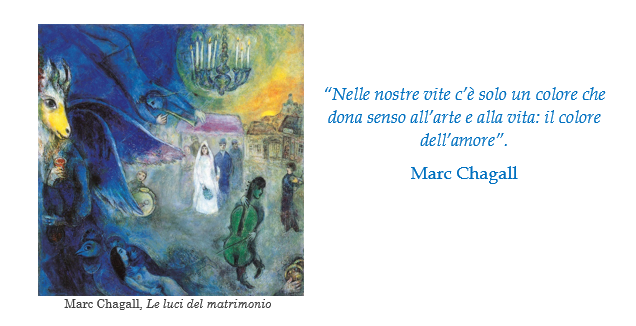 “Nelle nostre vite c’è solo un colore che
dona senso all’arte e alla vita: il colore
dell’amore”.
Marc Chagall
Marc Chagall, Le luci del matrimonio